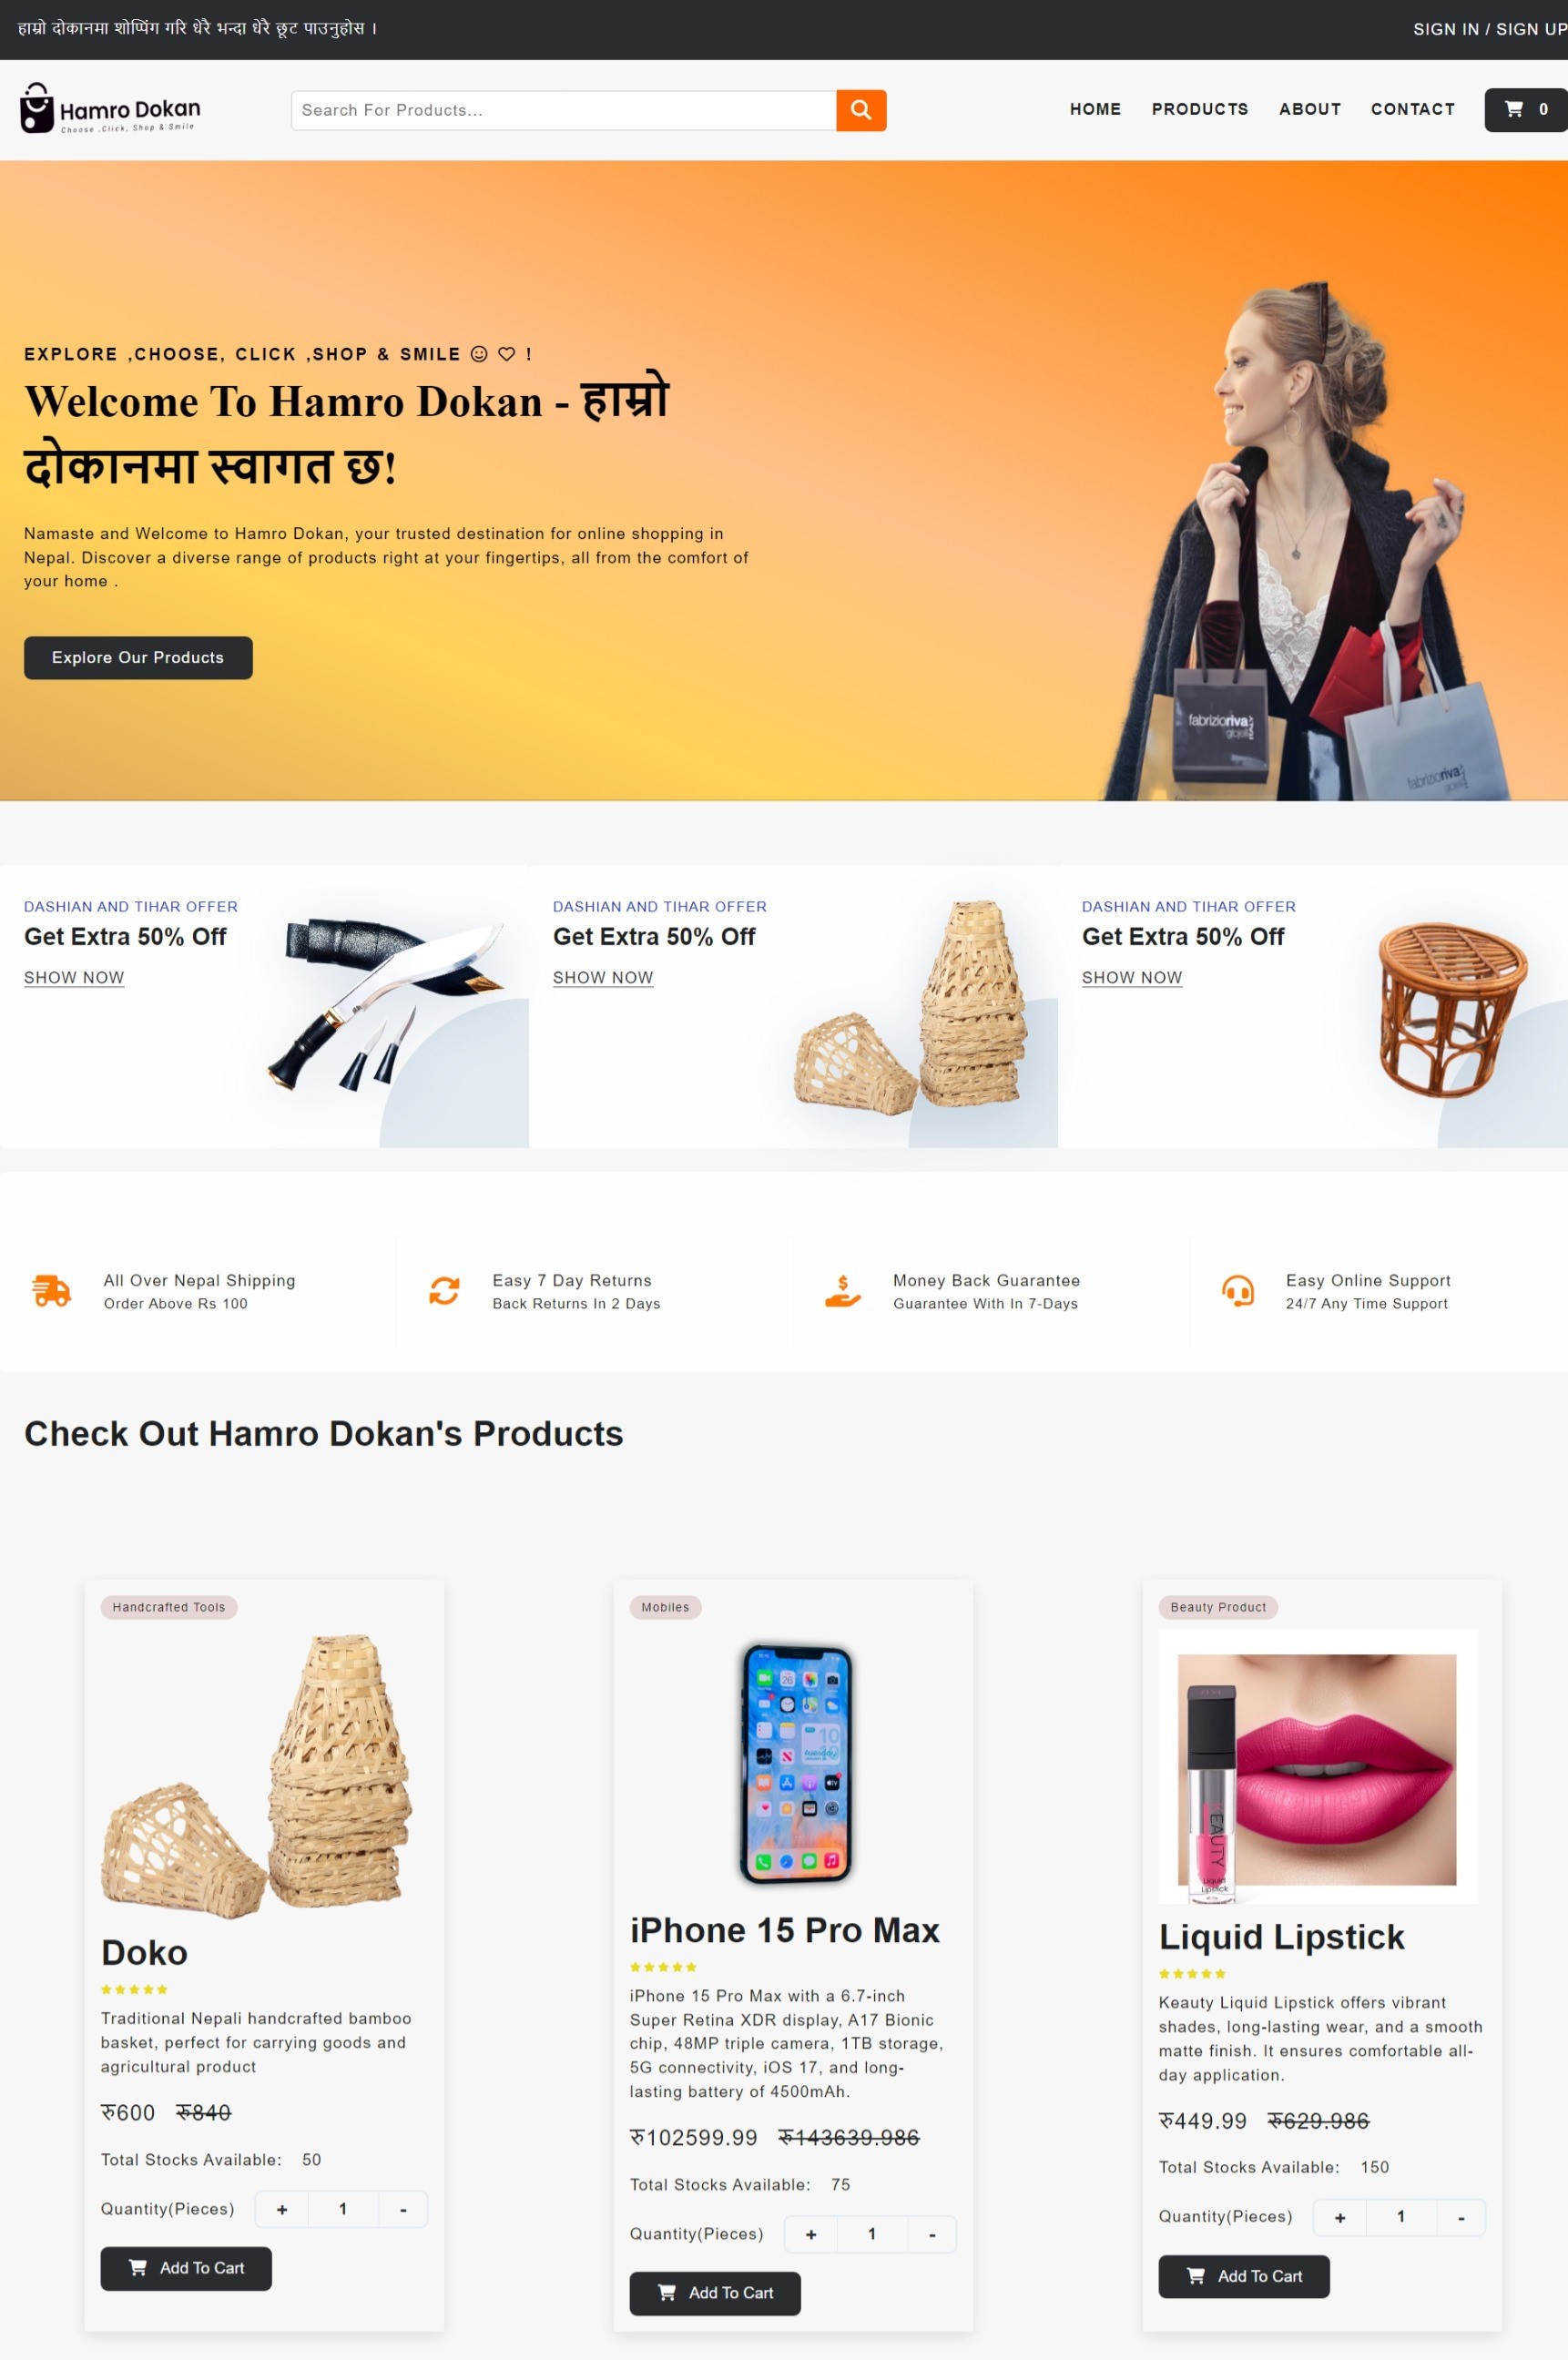 हाम्रो दोकानमा शोप्पिंग गरि धेरै भन्दा धेरै छूट पाउनुहोस ।
SIGN IN / SIGN UP
Hamro Dokan
Choose ,Click, Shop & Smile
Search For Products...
HOME PRODUCTS ABOUT CONTACT 0
EXPLORE ,CHOOSE, CLICK ,SHOP & SMILE !
Welcome To Hamro Dokan - हाम्रो
दोकानमा स्वागत छ!
Namaste and Welcome to Hamro Dokan, your trusted destination for online shopping in
Nepal. Discover a diverse range of products right at your fingertips, all from the comfort of
your home .
Explore Our Products
fabrizioriva
gioielli
fabrizioriva
gioielli
DASHIAN AND TIHAR OFFER
Get Extra 50% Off
SHOW NOW
DASHIAN AND TIHAR OFFER
Get Extra 50% Off
SHOW NOW
DASHIAN AND TIHAR OFFER
Get Extra 50% Off
SHOW NOW
All Over Nepal Shipping
Order Above Rs 100
Easy 7 Day Returns
Back Returns In 2 Days
Money Back Guarantee
Guarantee With In 7-Days
Easy Online Support
24/7 Any Time Support
Check Out Hamro Dokan's Products
Handcrafted Tools
Doko
Traditional Nepali handcrafted bamboo
basket, perfect for carrying goods and
agricultural product
रु600 रु840
Total Stocks Available: 50
Quantity(Pieces) + 1 -
Add To Cart
Mobiles
iPhone 15 Pro Max
iPhone 15 Pro Max with a 6.7-inch
Super Retina XDR display, A17 Bionic
chip, 48MP triple camera, 1TB storage,
5G connectivity, iOS 17, and long-
lasting battery of 4500mAh.
रु102599.99 रु143639.986
Total Stocks Available: 75
Quantity(Pieces) + 1 -
Add To Cart
Beauty Product
EAUTY
Liquid
Lipstick
Liquid Lipstick
Keauty Liquid Lipstick offers vibrant
shades, long-lasting wear, and a smooth
matte finish. It ensures comfortable all-
day application.
रु449.99 रु629.986
Total Stocks Available: 150
Quantity(Pieces) + 1 -
Add To Cart